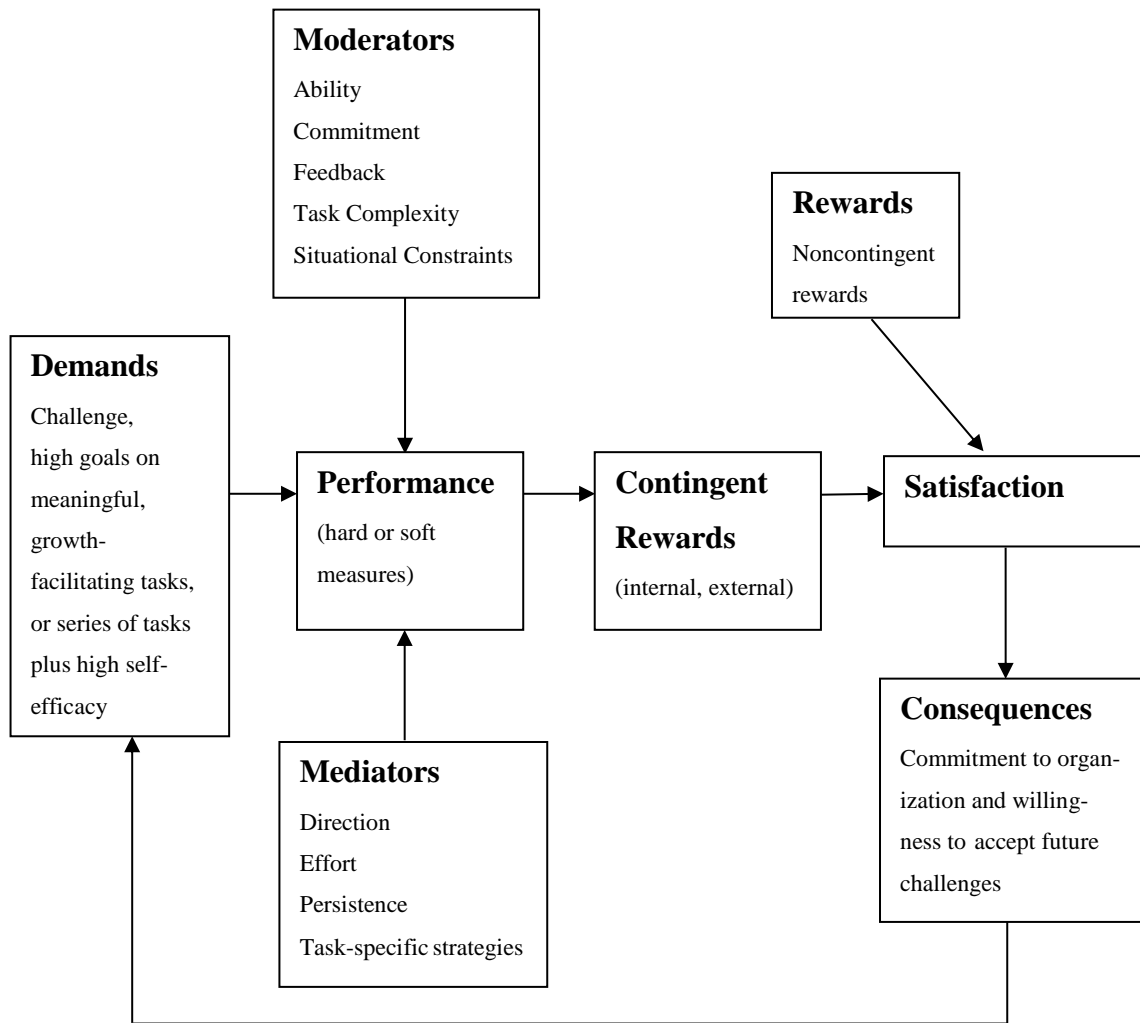 Moderators
Ability
Commitment
Feedback
Task Complexity
Situational Constraints
Rewards
Noncontingent
rewards
Demands
Challenge,
high goals on
meaningful,
growth-
facilitating tasks,
or series of tasks
plus high self-
efficacy
Performance
(hard or soft
measures)
Contingent
Rewards
(internal, external)
Satisfaction
Mediators
Direction
Effort
Persistence
Task-specific strategies
Consequences
Commitment to organ-
ization and willing-
ness to accept future
challenges